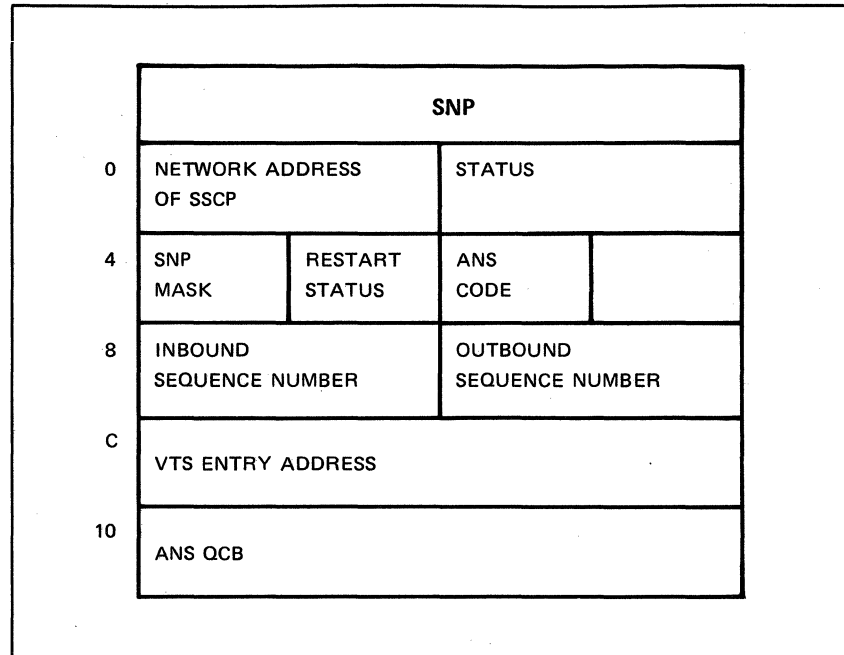 SNP
0 NETWORK ADDRESS STATUS
OF SSCP
4 SNP RESTART ANS
MASK STATUS CODE
8 INBOUND OUTBOUND
SEQUENCE NUMBER SEQUENCE NUMBER
C
VTS ENTRY ADDRESS
10
ANS QCB